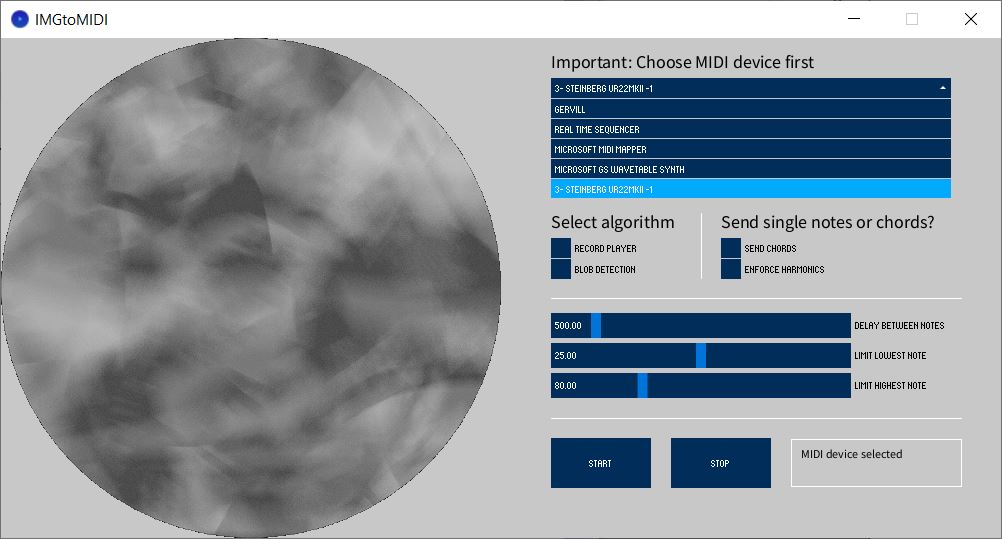 IMGtoMIDI
Important: Choose MIDI device first
3- STEINBERG UR22MKII -1
GERVILL
REAL TIME SEQUENCER
MICROSOFT MIDI MAPPER
MICROSOFT GS WAVETABLE SYNTH
3- STEINBERG UR22MKII -1
Select algorithm
RECORD PLAYER
BLOB DETECTION
Send single notes or chords?
SEND CHORDS
ENFORCE HARMONICS
500.00 DELAY BETWEEN NOTES
25.00 LIMIT LOWEST NOTE
80.00 LIMIT HIGHEST NOTE
START
STOP
MIDI device selected